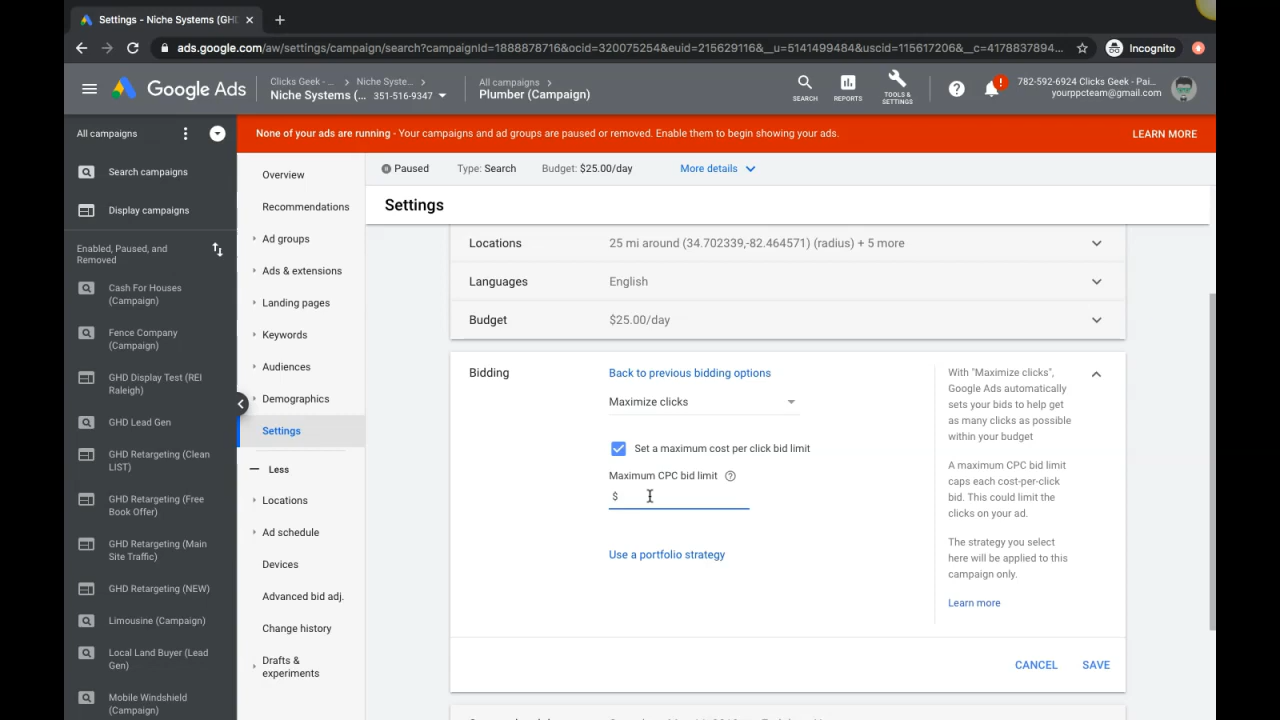 Settings - Niche Systems (GH
ads.google.com/aw/settings/campaign/search?campaignId=1888878716&ocid=320075254&euid=215629116&__u=5141499484&uscid=115617206&__c=4178837894...
Incognito
Google Ads
Clicks Geek - ... > Niche Syste... >
Niche Systems (... 351-516-9347
All campaigns >
Plumber (Campaign)
SEARCH
REPORTS
TOOLS &
SETTINGS
782-592-6924 Clicks Geek - Pai...
yourppcteam@gmail.com
All campaigns
None of your ads are running - Your campaigns and ad groups are paused or removed. Enable them to begin showing your ads.
LEARN MORE
Search campaigns
Display campaigns
Enabled, Paused, and
Removed
Cash For Houses
(Campaign)
Fence Company
(Campaign)
GHD Display Test (REI
Raleigh)
GHD Lead Gen
GHD Retargeting (Clean
LIST)
GHD Retargeting (Free
Book Offer)
GHD Retargeting (Main
Site Traffic)
GHD Retargeting (NEW)
Limousine (Campaign)
Local Land Buyer (Lead
Gen)
Mobile Windshield
(Campaign)
Overview
Recommendations
Ad groups
Ads & extensions
Landing pages
Keywords
Audiences
Demographics
Settings
Less
Locations
Ad schedule
Devices
Advanced bid adj.
Change history
Drafts &
experiments
Paused
Type: Search
Budget: $25.00/day
More details
Settings
Locations
25 mi around (34.702339,-82.464571) (radius) + 5 more
Languages
English
Budget
$25.00/day
Bidding
Back to previous bidding options
Maximize clicks
Set a maximum cost per click bid limit
Maximum CPC bid limit
$
Use a portfolio strategy
With "Maximize clicks",
Google Ads automatically
sets your bids to help get
as many clicks as possible
within your budget
A maximum CPC bid limit
caps each cost-per-click
bid. This could limit the
clicks on your ad.
The strategy you select
here will be applied to this
campaign only.
Learn more
CANCEL
SAVE